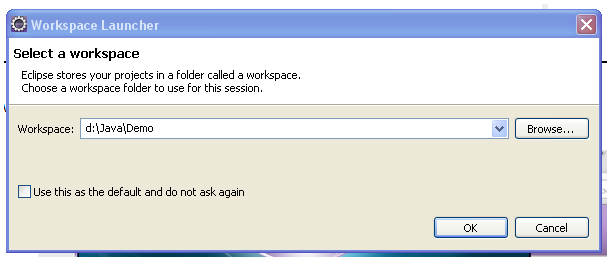 Workspace Launcher
Select a workspace
Eclipse stores your projects in a folder called a workspace.
Choose a workspace folder to use for this session.
Workspace: d:\Java\Demo Browse...
Use this as the default and do not ask again
OK Cancel